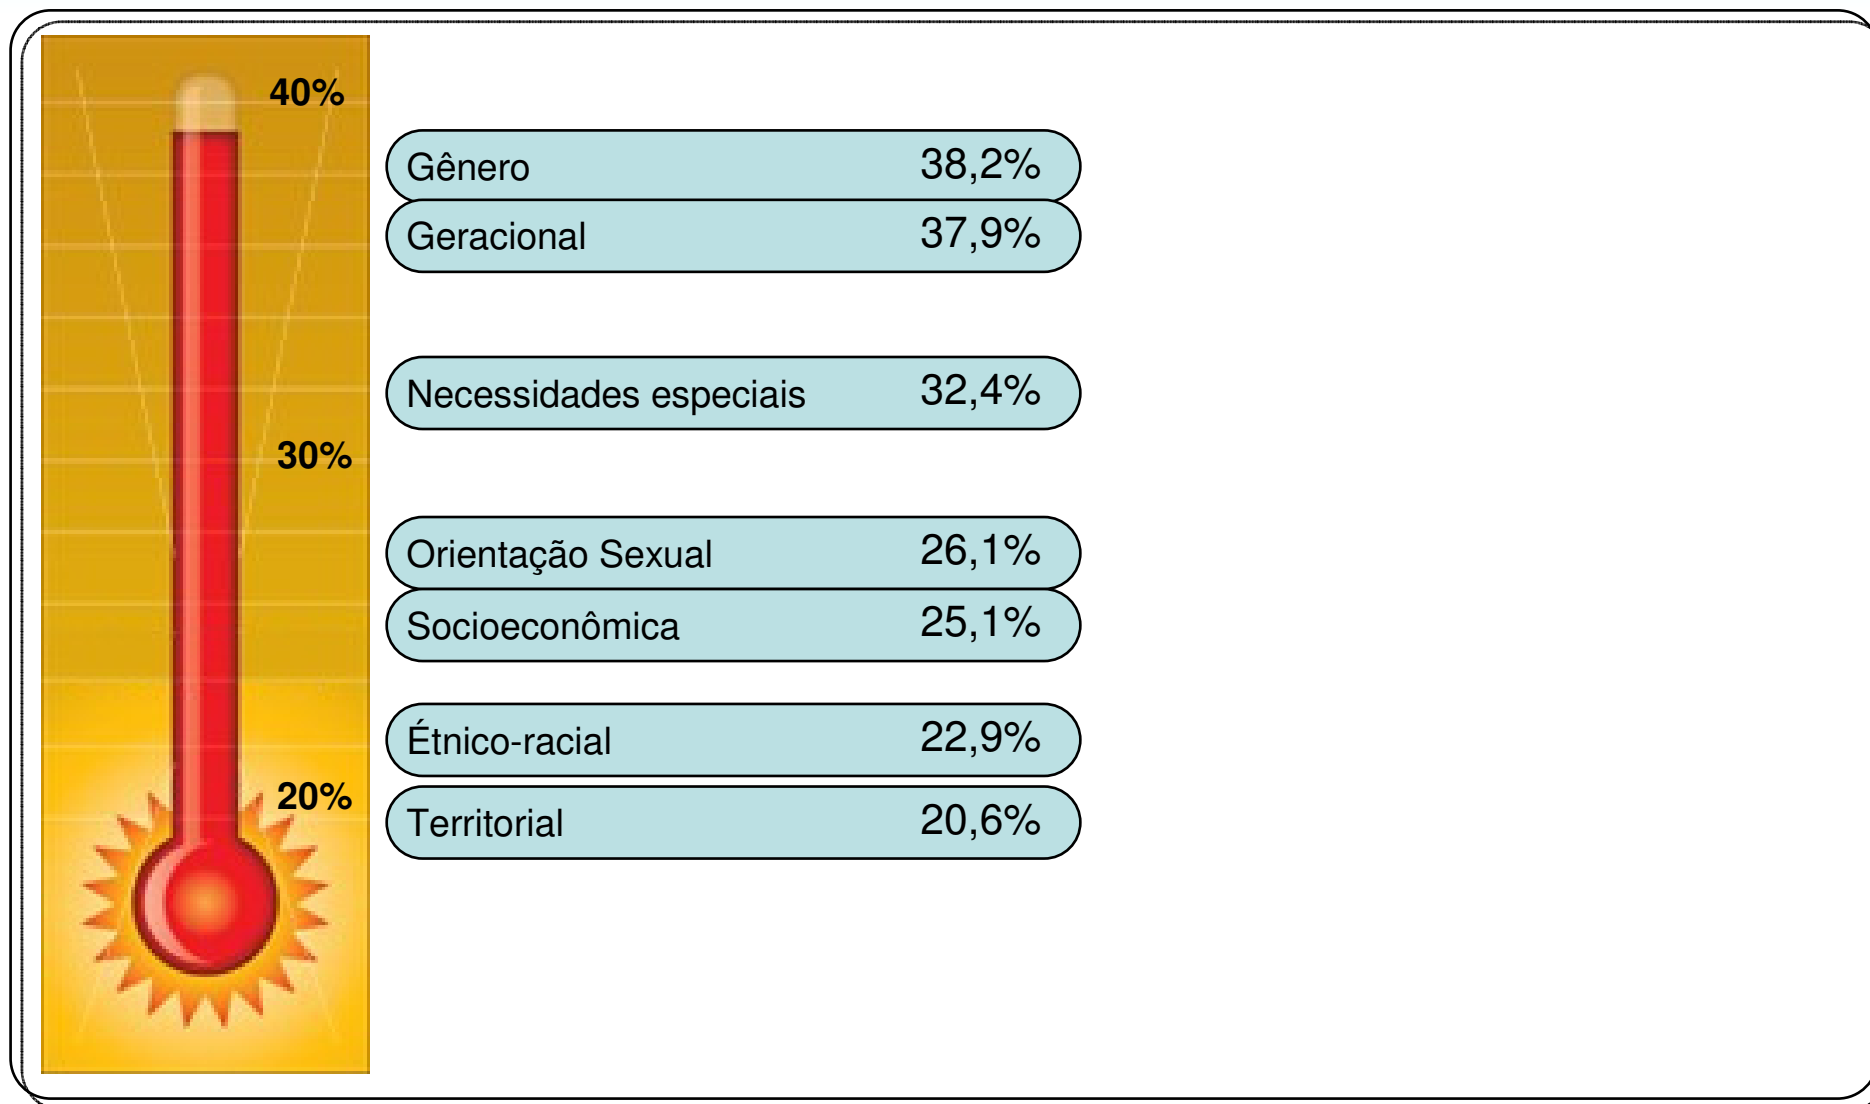 40%
Gênero 38,2%
Geracional 37,9%
Necessidades especiais 32,4%
30%
Orientação Sexual 26,1%
Socioeconômica 25,1%
Étnico-racial 22,9%
20%
Territorial 20,6%